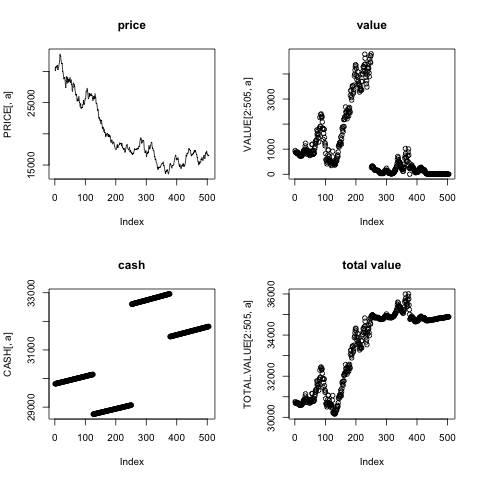 price
PRICE[, a]
15000 25000
0 100 200 300 400 500
Index
value
VALUE[2:505, a]
0 1000 3000
0 100 200 300 400 500
Index
cash
CASH[, a]
29000 31000 33000
0 100 200 300 400 500
Index
total value
TOTAL.VALUE[2:505, a]
30000 32000 34000 36000
0 100 200 300 400 500
Index